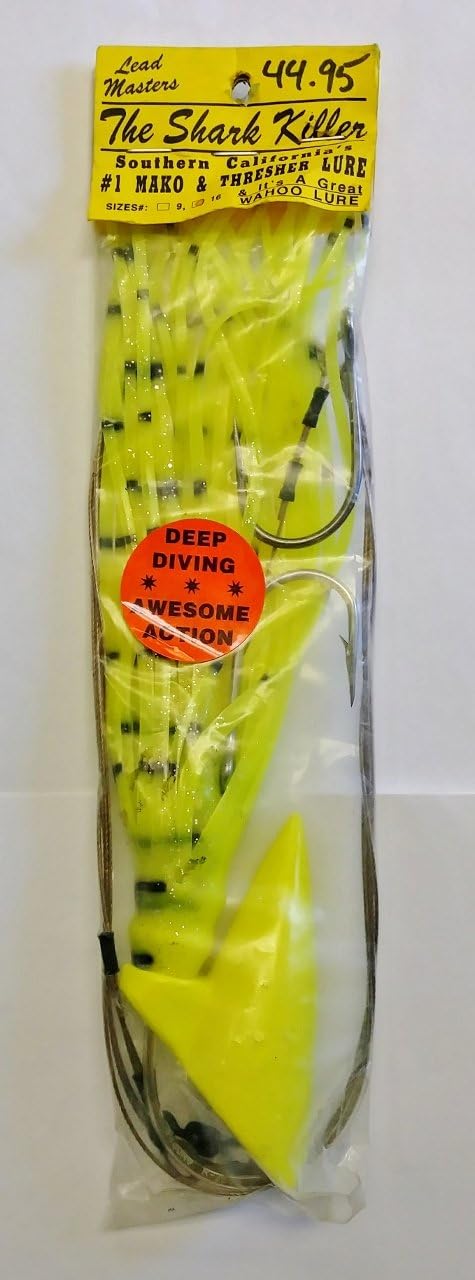 Lead
Masters
44.95
The Shark Killer
Southern California's
#1 MAKO & THRESHER LURE
& It's A Great
SIZES#: 9, 16
WAHOO LURE
DEEP
DIVING
AWESOME
ACTION